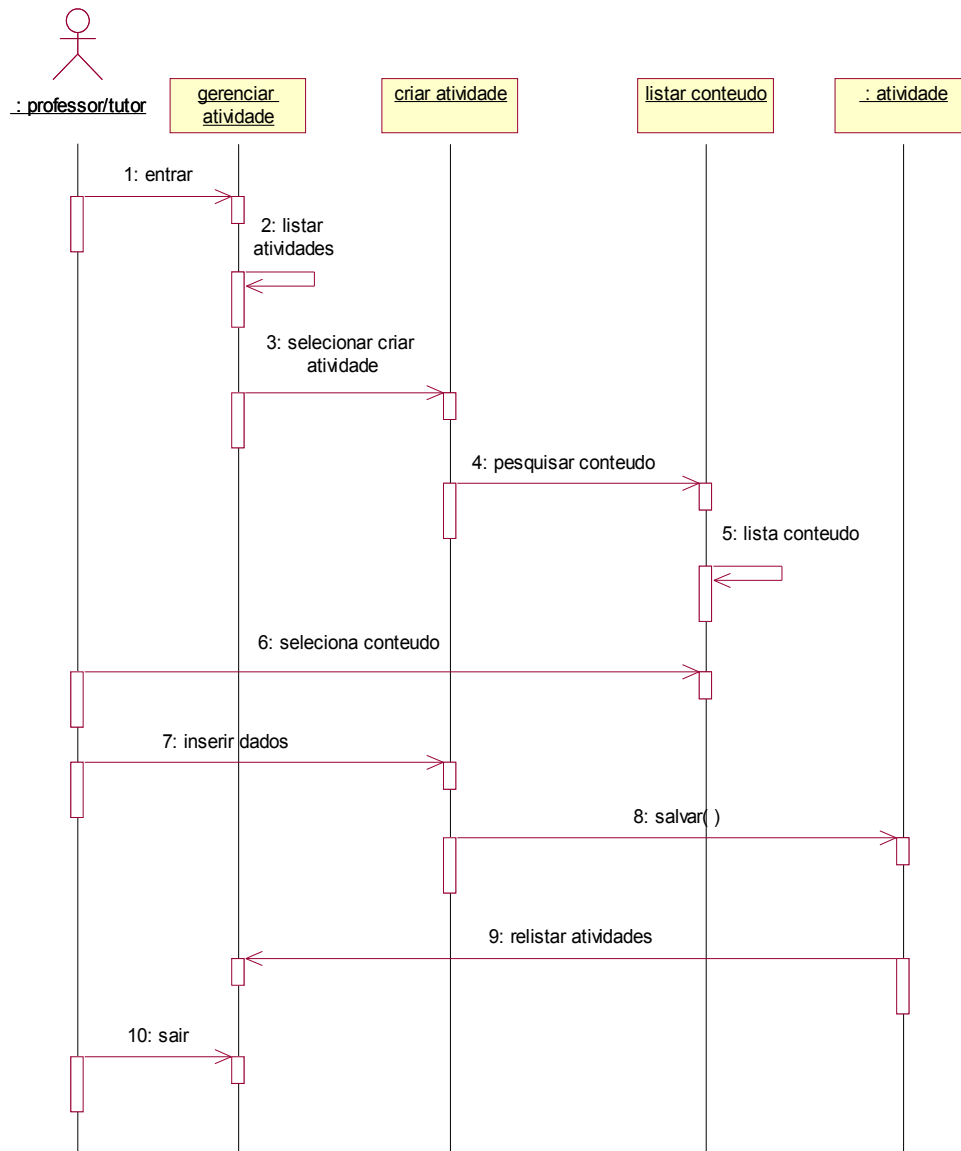 : professor/tutor
gerenciar
atividade
criar atividade
listar conteudo
: atividade
1: entrar
2: listar
atividades
3: selecionar criar
atividade
4: pesquisar conteudo
5: lista conteudo
6: seleciona conteudo
7: inserir dados
8: salvar( )
9: relistar atividades
10: sair